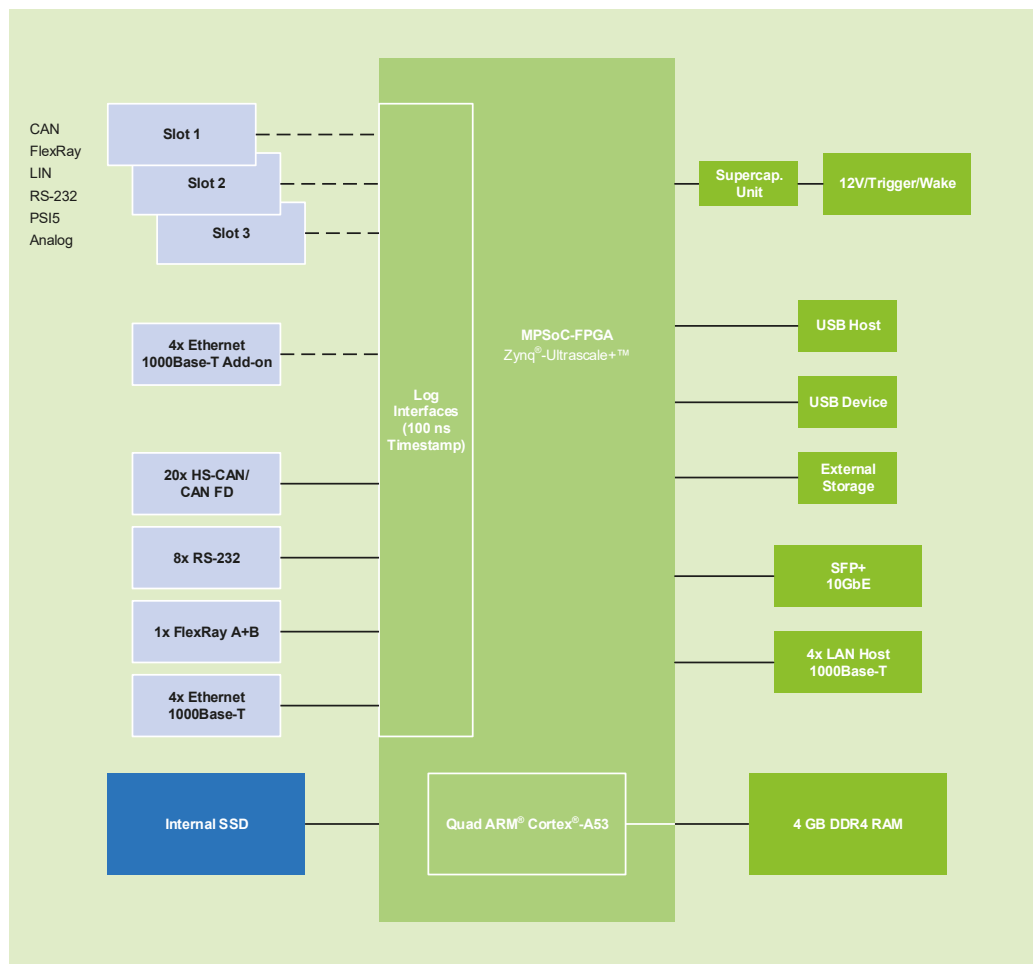 CAN
FlexRay
LIN
RS-232
PSI5
Analog
Slot 1
Slot 2
Slot 3
4x Ethernet
1000Base-T Add-on
20x HS-CAN/
CAN FD
8x RS-232
1x FlexRay A+B
4x Ethernet
1000Base-T
Internal SSD
Log
Interfaces
(100 ns
Timestamp)
MPSoC-FPGA
Zynq®-Ultrascale+™
Quad ARM® Cortex®-A53
Supercap.
Unit
12V/Trigger/Wake
USB Host
USB Device
External
Storage
SFP+
10GbE
4x LAN Host
1000Base-T
4 GB DDR4 RAM